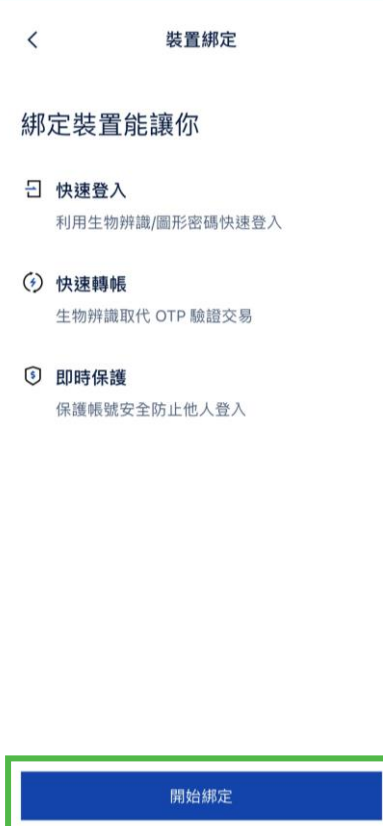 裝置綁定
綁定裝置能讓你
快速登入
利用生物辨識/圖形密碼快速登入
快速轉帳
生物辨識取代 OTP 驗證交易
即時保護
保護帳號安全防止他人登入
開始綁定